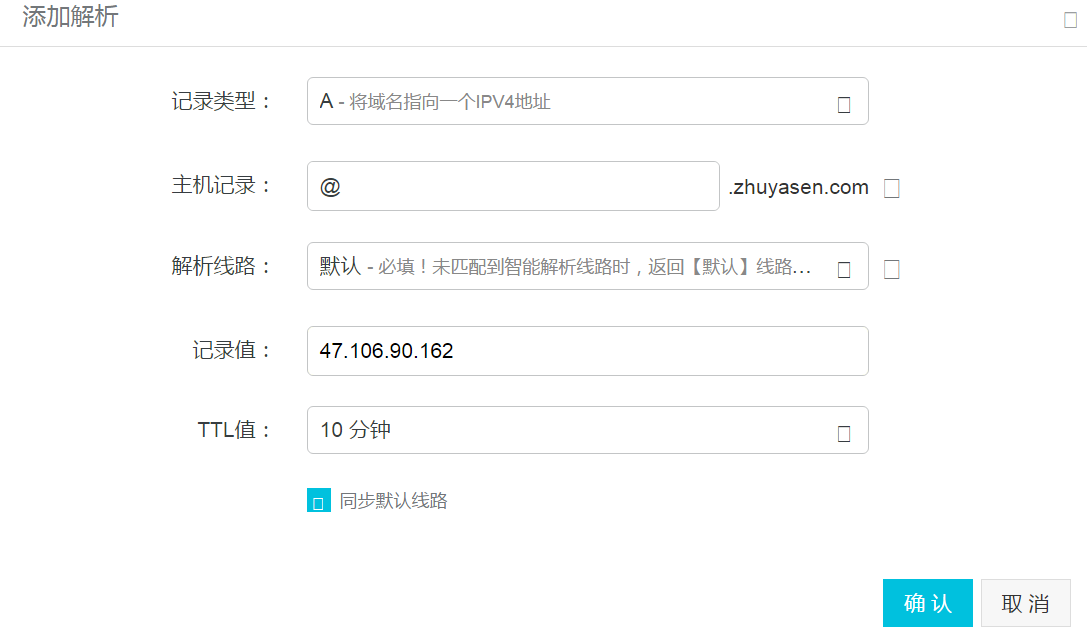 添加解析
记录类型： A - 将域名指向一个IPV4地址
主机记录： @ .zhuyasen.com
解析线路： 默认 - 必填！未匹配到智能解析线路时，返回【默认】线路...
记录值： 47.106.90.162
TTL值： 10 分钟
同步默认线路
确 认 取 消